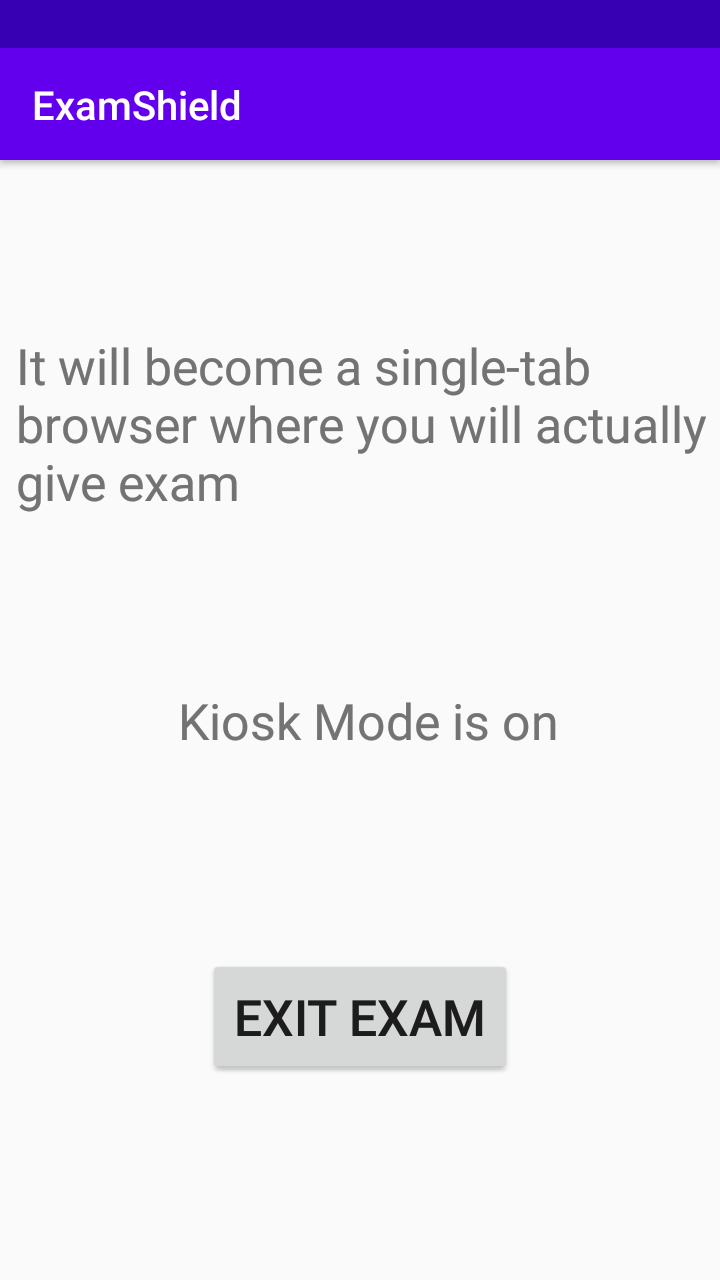 ExamShield
It will become a single-tab
browser where you will actually
give exam
Kiosk Mode is on
EXIT EXAM